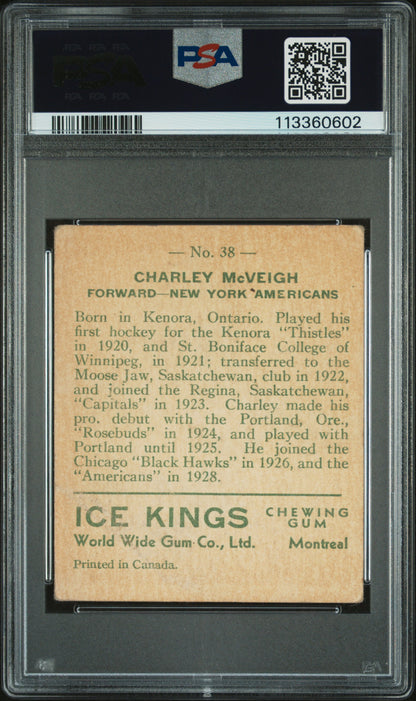 PSA
113360602
— No. 38 —
CHARLEY McVEIGH
FORWARD—NEW YORK AMERICANS
Born in Kenora, Ontario. Played his
first hockey for the Kenora "Thistles"
in 1920, and St. Boniface College of
Winnipeg, in 1921; transferred to the
Moose Jaw, Saskatchewan, club in 1922,
and joined the Regina, Saskatchewan,
"Capitals" in 1923. Charley made his
pro. debut with the Portland, Ore.,
"Rosebuds" in 1924, and played with
Portland until 1925. He joined the
Chicago "Black Hawks" in 1926, and the
"Americans" in 1928.
ICE KINGS CHEWING GUM
World Wide Gum Co., Ltd. Montreal
Printed in Canada.